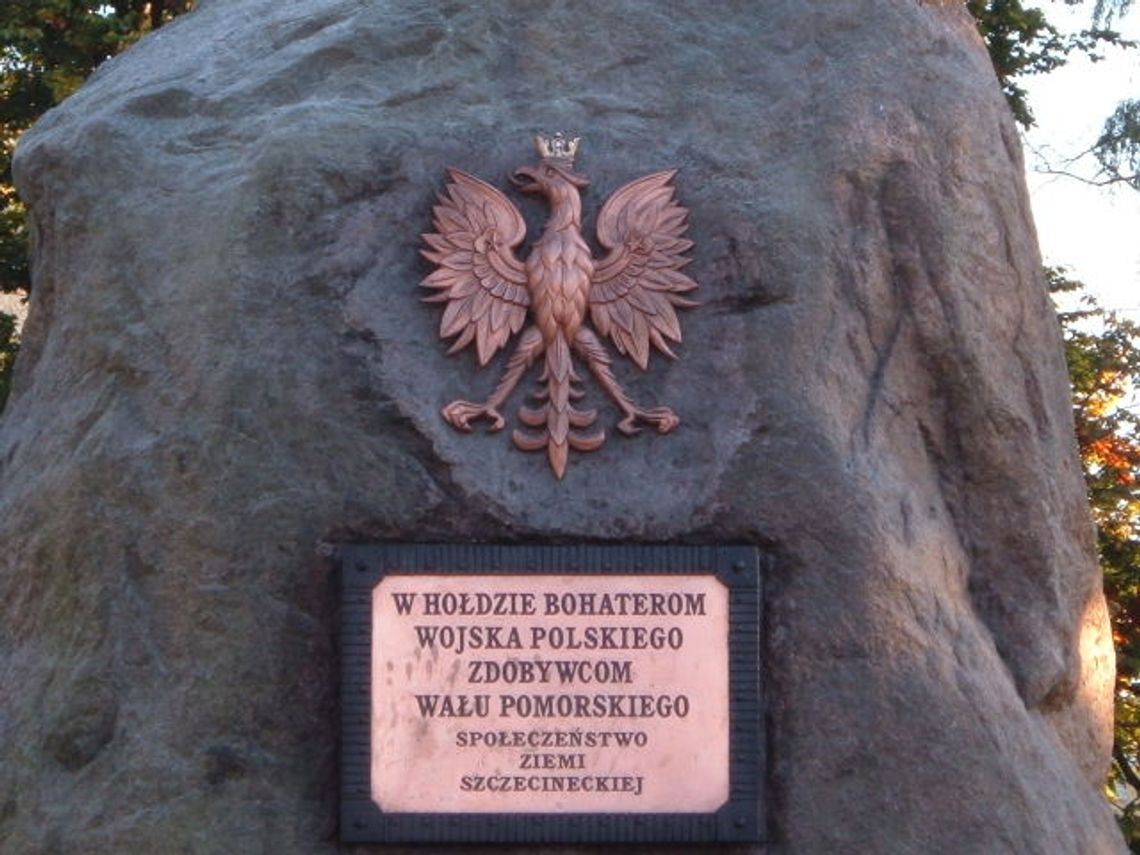 W HOŁDZIE BOHATEROM
WOJSKA POLSKIEGO
ZDOBYWCOM
WAŁU POMORSKIEGO
SPOŁECZEŃSTWO
ZIEMI
SZCZECINECKIEJ